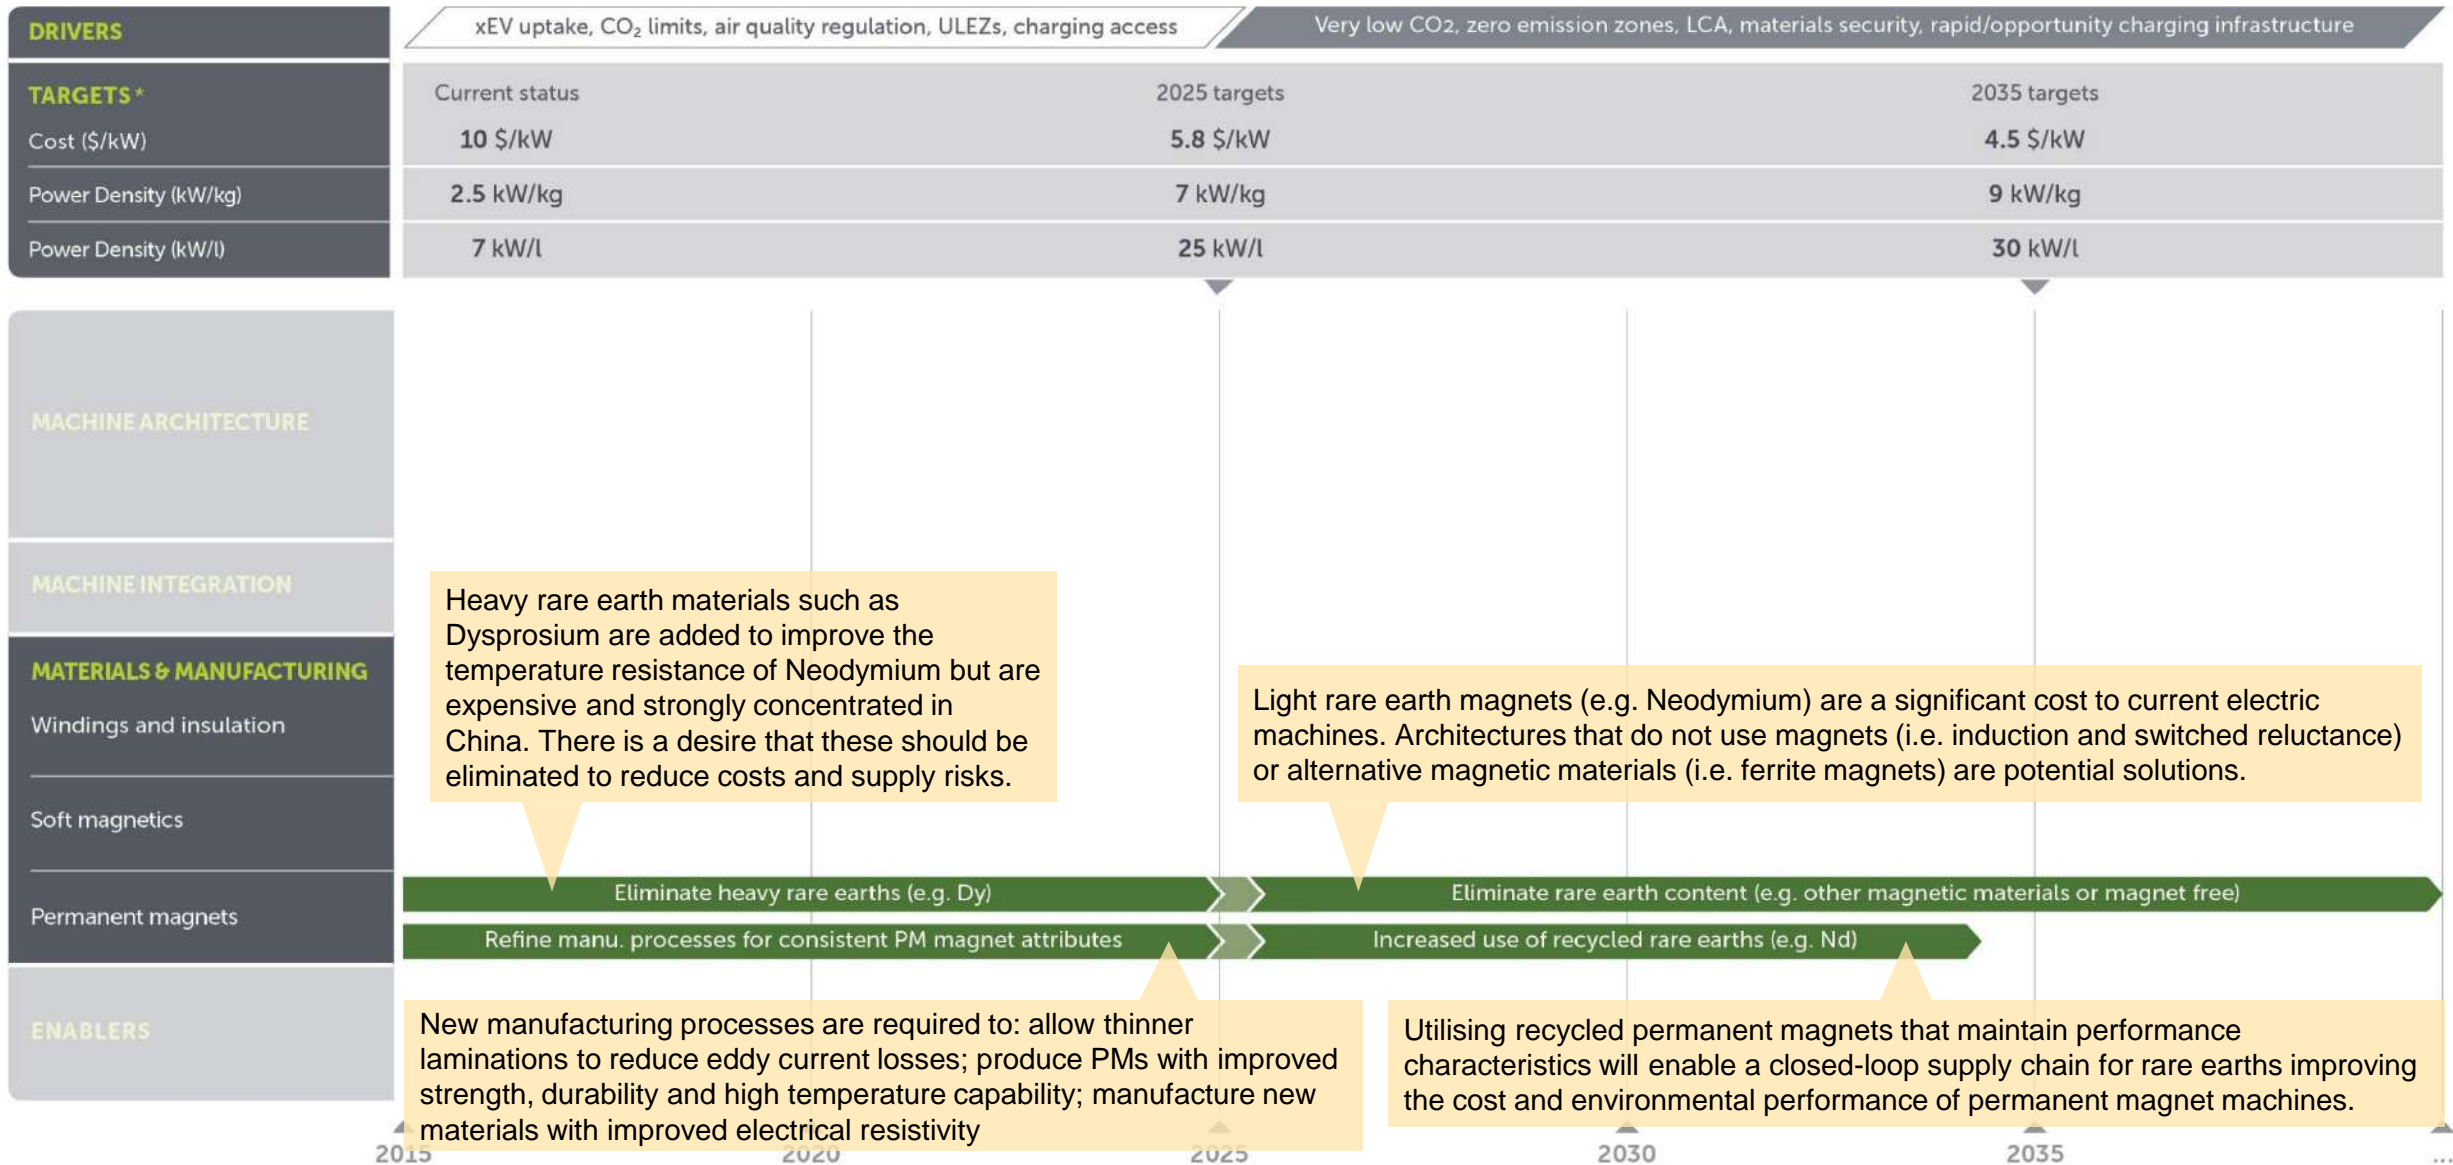 DRIVERS
xEV uptake, CO₂ limits, air quality regulation, ULEZs, charging access
Very low CO2, zero emission zones, LCA, materials security, rapid/opportunity charging infrastructure
TARGETS*
Current status
2025 targets
2035 targets
Cost ($/kW)
10 $/kW
5.8 $/kW
4.5 $/kW
Power Density (kW/kg)
2.5 kW/kg
7 kW/kg
9 kW/kg
Power Density (kW/l)
7 kW/l
25 kW/l
30 kW/l
MACHINE ARCHITECTURE
MACHINE INTEGRATION
Heavy rare earth materials such as
Dysprosium are added to improve the
temperature resistance of Neodymium but are
expensive and strongly concentrated in
China. There is a desire that these should be
eliminated to reduce costs and supply risks.
Light rare earth magnets (e.g. Neodymium) are a significant cost to current electric
machines. Architectures that do not use magnets (i.e. induction and switched reluctance)
or alternative magnetic materials (i.e. ferrite magnets) are potential solutions.
MATERIALS & MANUFACTURING
Windings and insulation
Soft magnetics
Permanent magnets
Eliminate heavy rare earths (e.g. Dy)
Eliminate rare earth content (e.g. other magnetic materials or magnet free)
Refine manu. processes for consistent PM magnet attributes
Increased use of recycled rare earths (e.g. Nd)
ENABLERS
New manufacturing processes are required to: allow thinner
laminations to reduce eddy current losses; produce PMs with improved
strength, durability and high temperature capability; manufacture new
materials with improved electrical resistivity
Utilising recycled permanent magnets that maintain performance
characteristics will enable a closed-loop supply chain for rare earths improving
the cost and environmental performance of permanent magnet machines.
2015
2020
2025
2030
2035
...